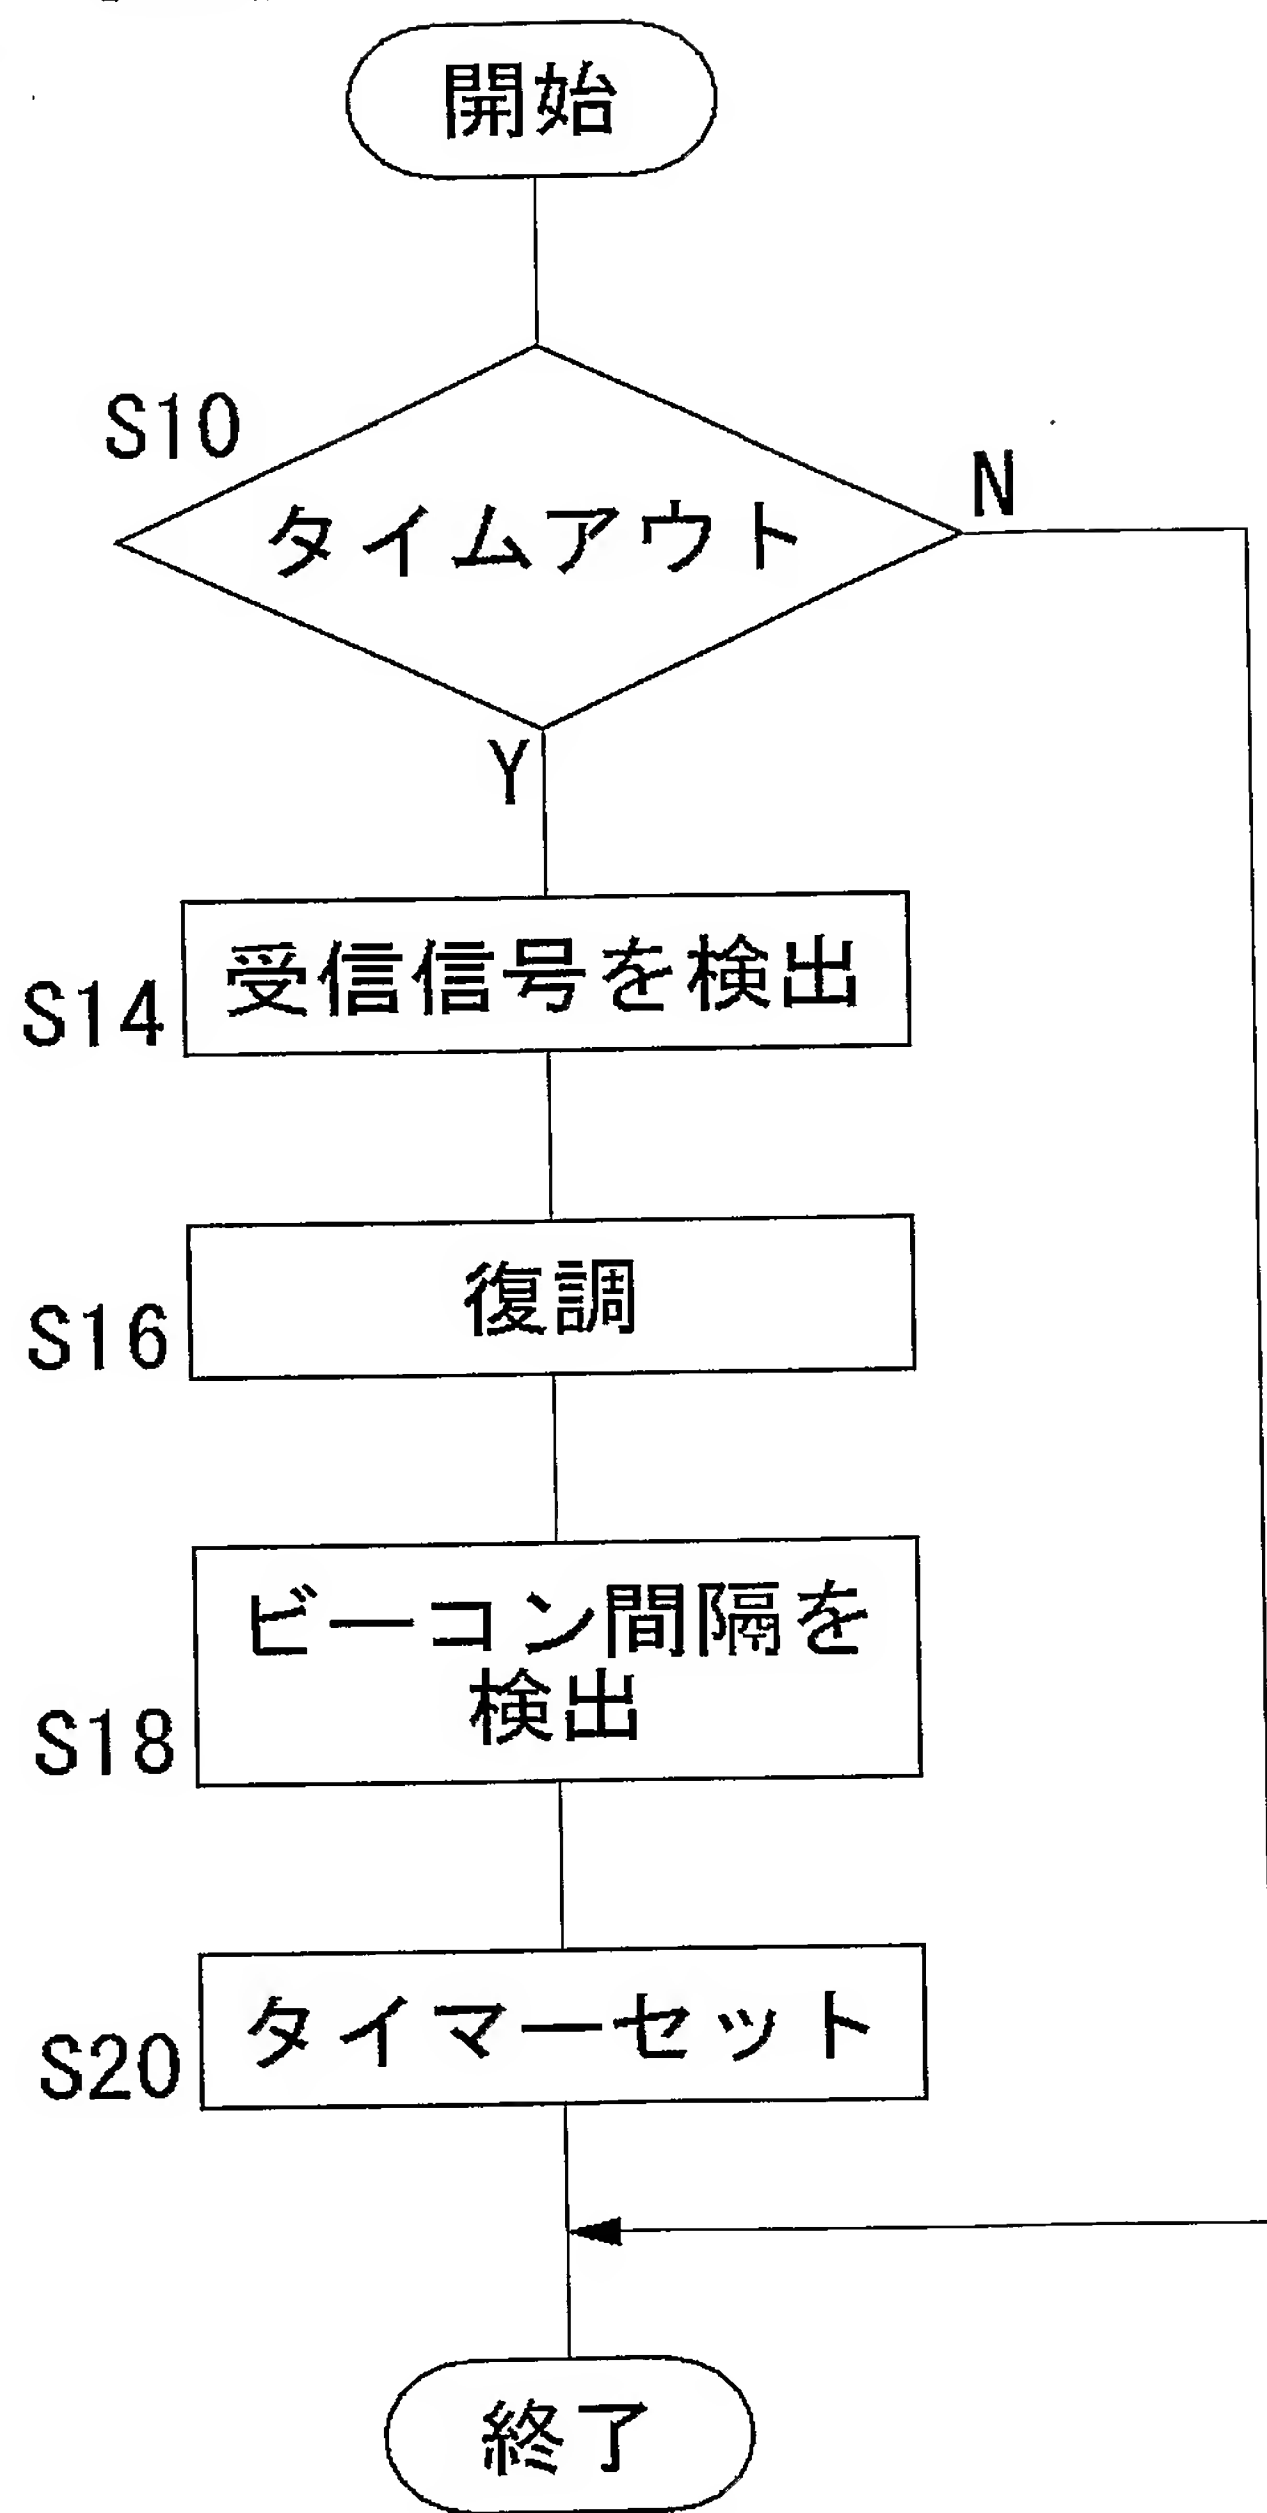 開始
S10
タイムアウト
N
Y
受信信号を検出
S14
復調
S16
ビーコン間隔を
検出
S18
タイマーセット
S20
終了